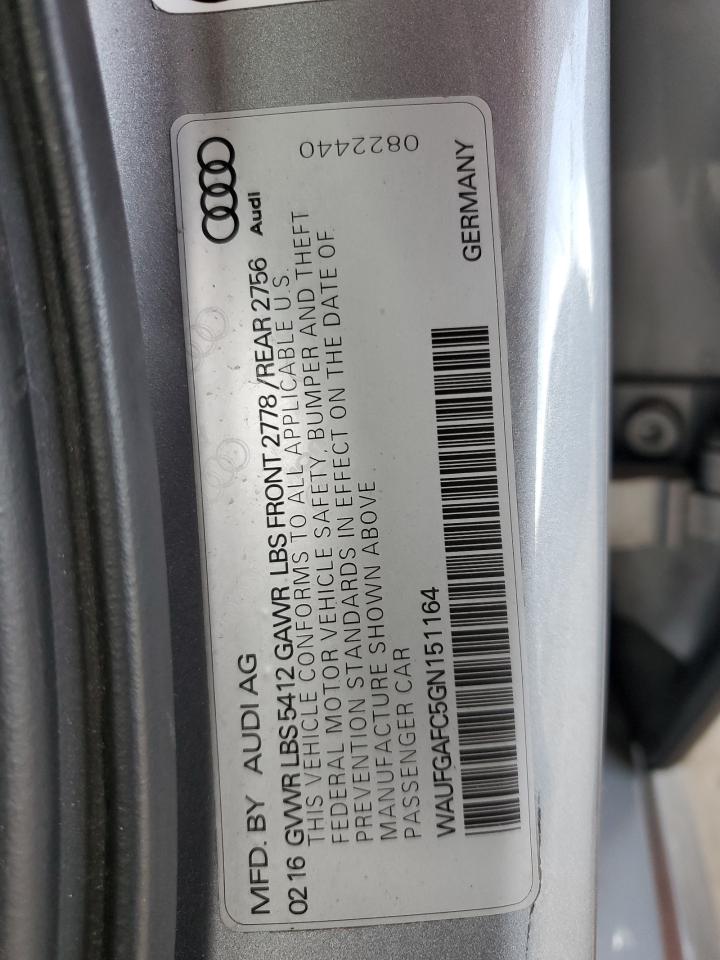 MFD. BY AUDI AG
02 16 GVWR LBS 5412 GAWR LBS FRONT 2778 / REAR 2756
Audi
THIS VEHICLE CONFORMS TO ALL APPLICABLE U.S.
FEDERAL MOTOR VEHICLE SAFETY, BUMPER AND THEFT
PREVENTION STANDARDS IN EFFECT ON THE DATE OF
MANUFACTURE SHOWN ABOVE
PASSENGER CAR
0822440
WAUFGAFC5GN151164
GERMANY